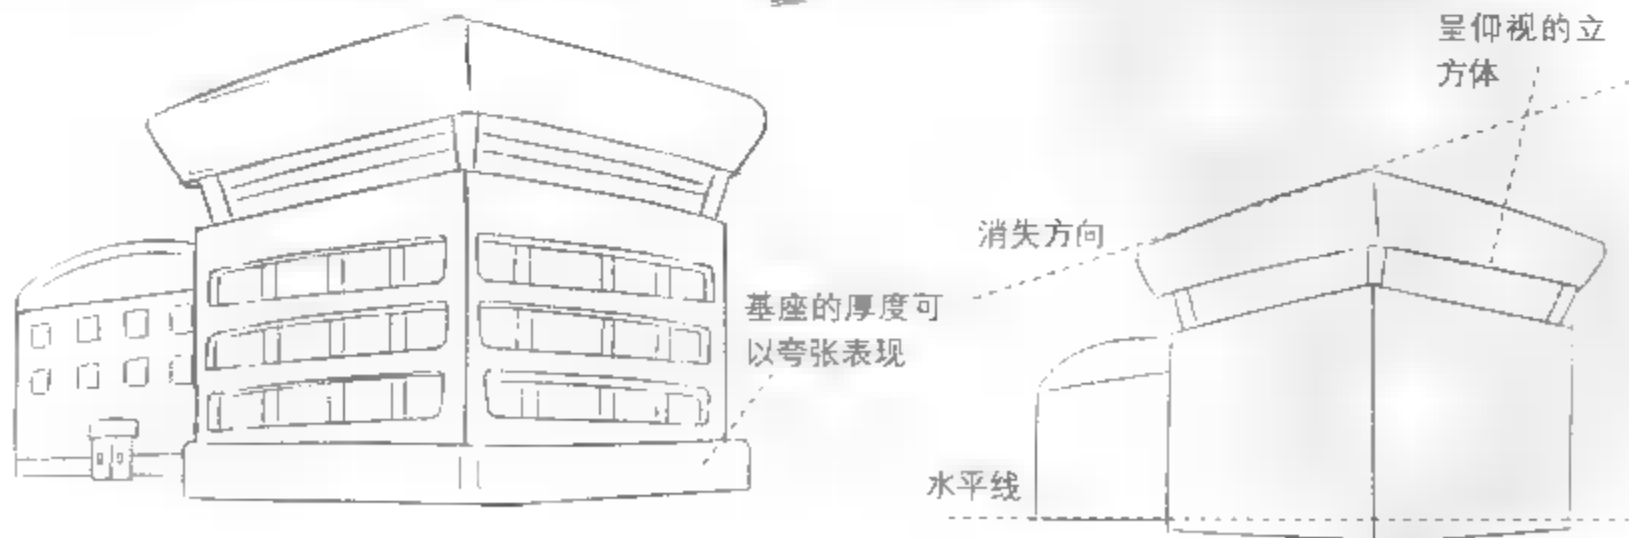 呈仰视的立
方体
消失方向
基座的厚度可
以夸张表现
水平线